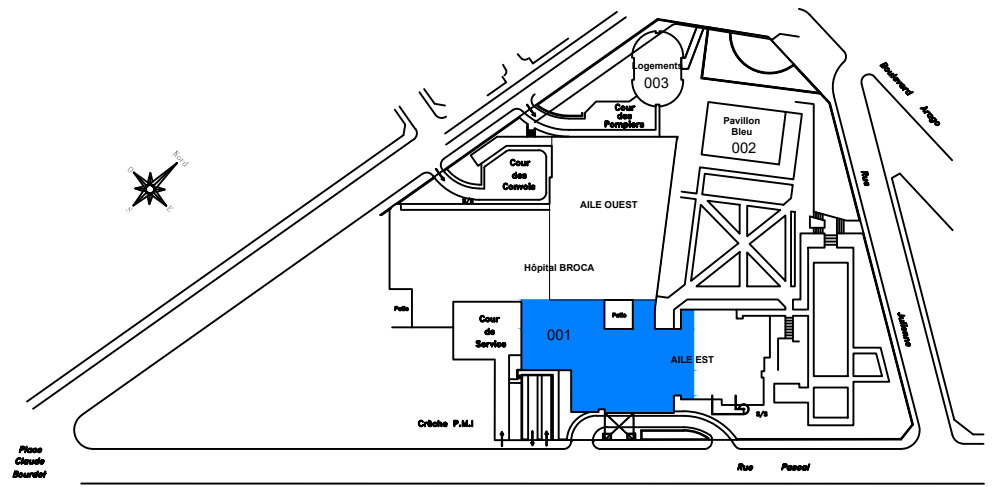 Logements
003
Boulevard Arago
Cour
des
Pompiers
Pavillon
Bleu
002
Nord
O
S
E
Cour
des
Convois
Rue
S/S
AILE OUEST
Hôpital BROCA
Patio
Patio
Cour
de
Service
001
Julienne
AILE EST
S/S
Crêche P.M.I
Place
Claude
Bourdet
Rue Pascal